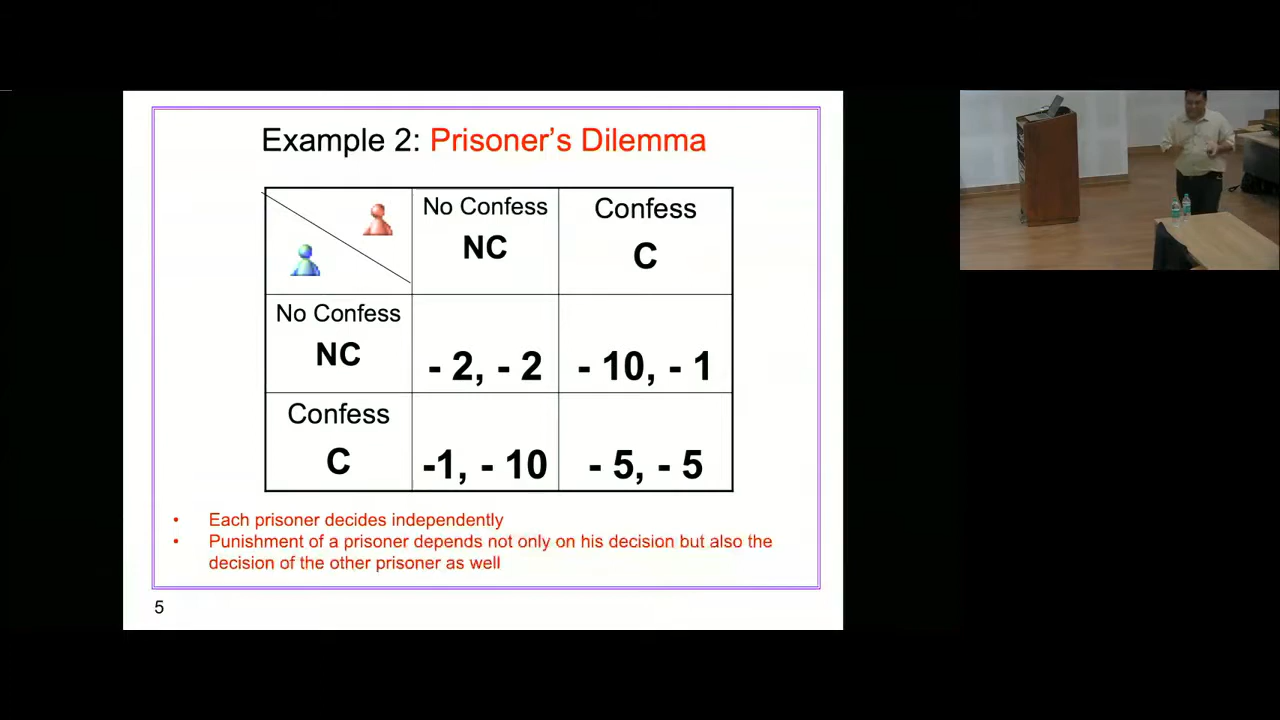 Example 2: Prisoner's Dilemma
No Confess
NC
Confess
C
No Confess
NC
- 2, - 2
- 10, - 1
Confess
C
-1, - 10
- 5, - 5
• Each prisoner decides independently
• Punishment of a prisoner depends not only on his decision but also the
decision of the other prisoner as well
5